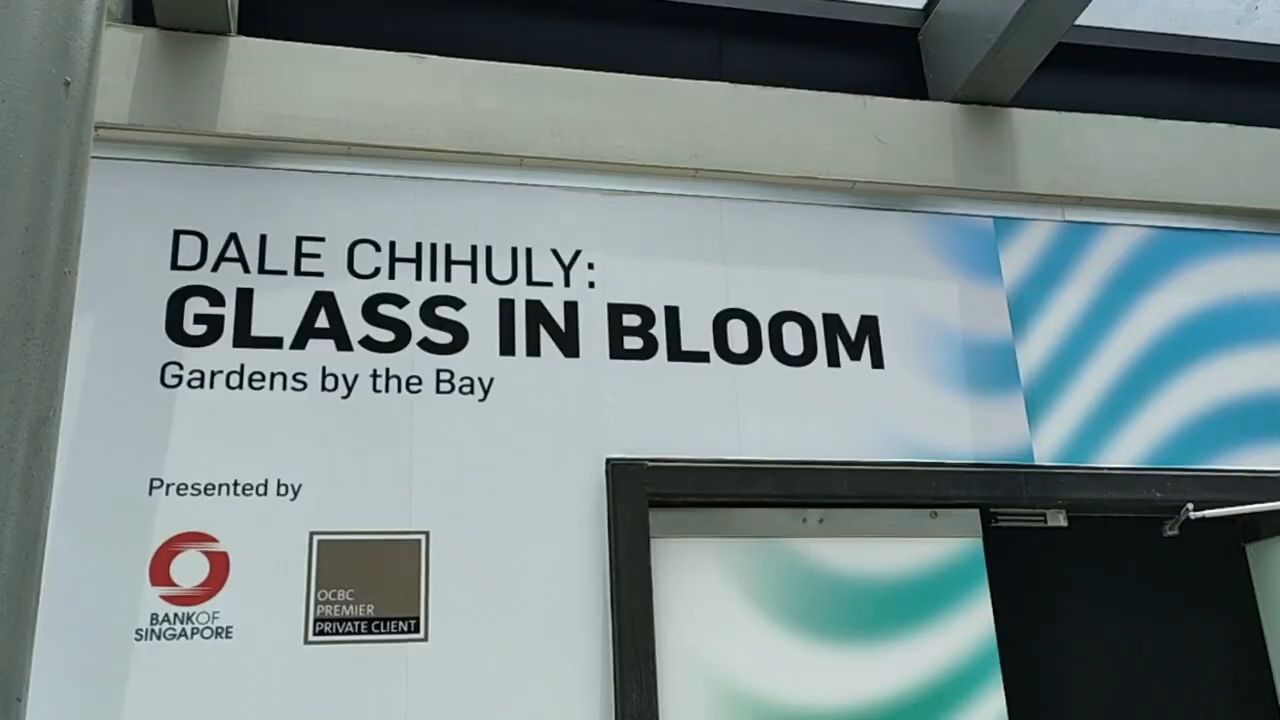 DALE CHIHULY:
GLASS IN BLOOM
Gardens by the Bay
Presented by
BANK OF
SINGAPORE
OCBC
PREMIER
PRIVATE CLIENT